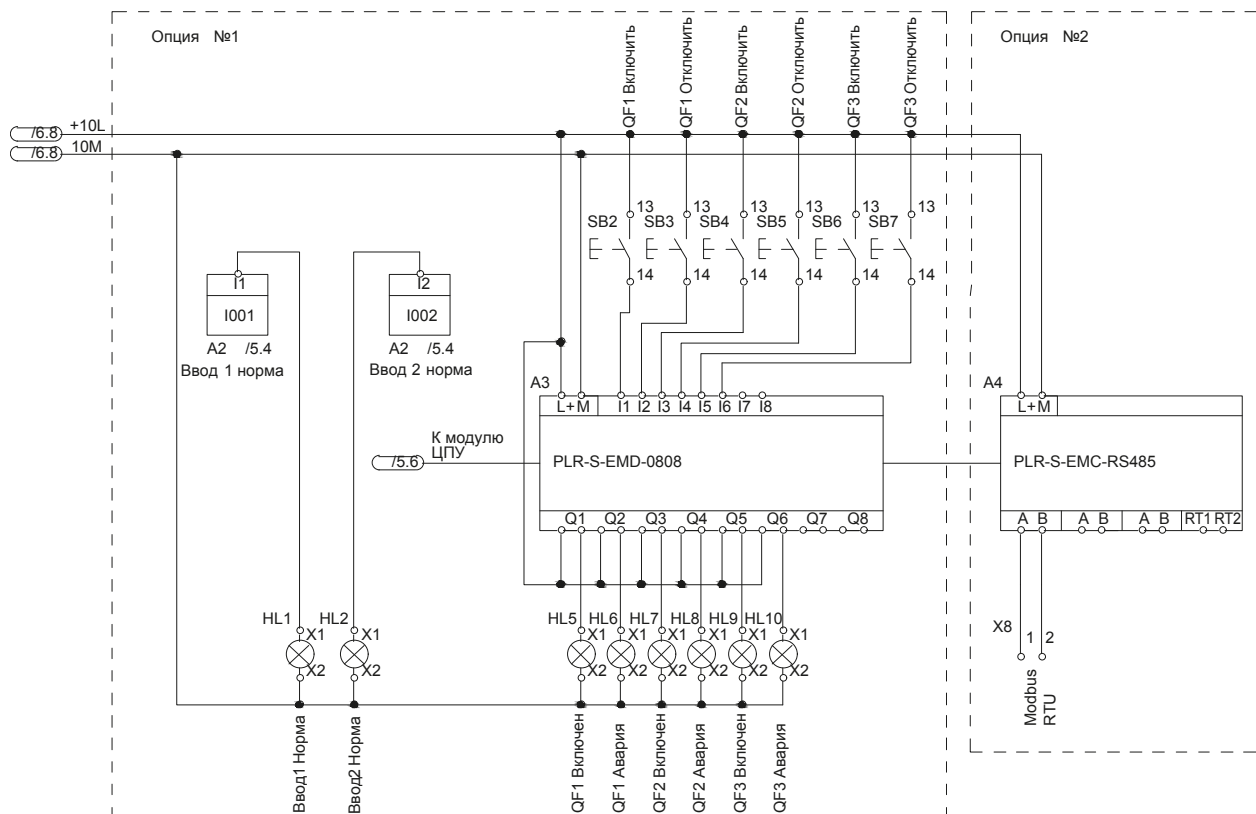 Опция №1
Опция №2
QF1 Включить
QF1 Отключить
QF2 Включить
QF2 Отключить
QF3 Включить
QF3 Отключить
/6.8 +10L
/6.8 10M
13 13 13 13 13 13
SB2 SB3 SB4 SB5 SB6 SB7
14 14 14 14 14 14
I1 I2
I001 I002
A2 /5.4 A2 /5.4
Ввод 1 норма Ввод 2 норма
A3 A4
L+ M I1 I2 I3 I4 I5 I6 I7 I8 L+ M
К модулю
ЦПУ
/5.6 PLR-S-EMD-0808 PLR-S-EMC-RS485
Q1 Q2 Q3 Q4 Q5 Q6 Q7 Q8 A B A B A B RT1 RT2
HL1 HL2 HL5 HL6 HL7 HL8 HL9 HL10
X1 X1 X1 X1 X1 X1 X1 X1
X2 X2 X2 X2 X2 X2 X2 X2
X8 1 2
Modbus
RTU
Ввод1 Норма
Ввод2 Норма
QF1 Включен
QF1 Авария
QF2 Включен
QF2 Авария
QF3 Включен
QF3 Авария